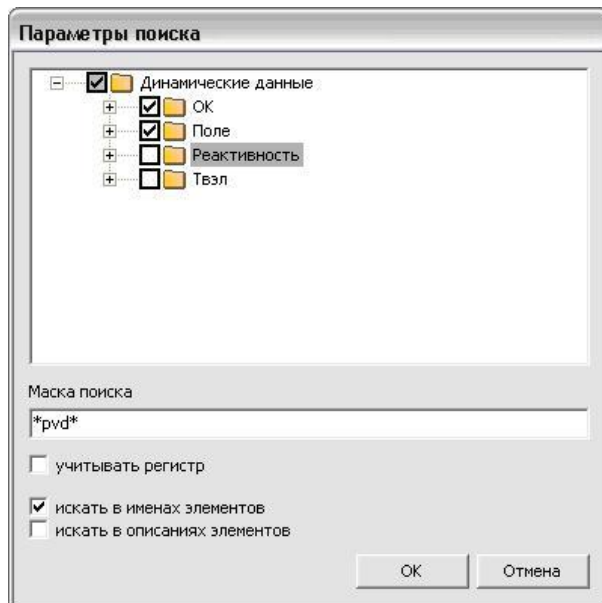 Параметры поиска
Динамические данные
ОК
Поле
Реактивность
Твэл
Маска поиска
*pvd*
учитывать регистр
искать в именах элементов
искать в описаниях элементов
ОК
Отмена